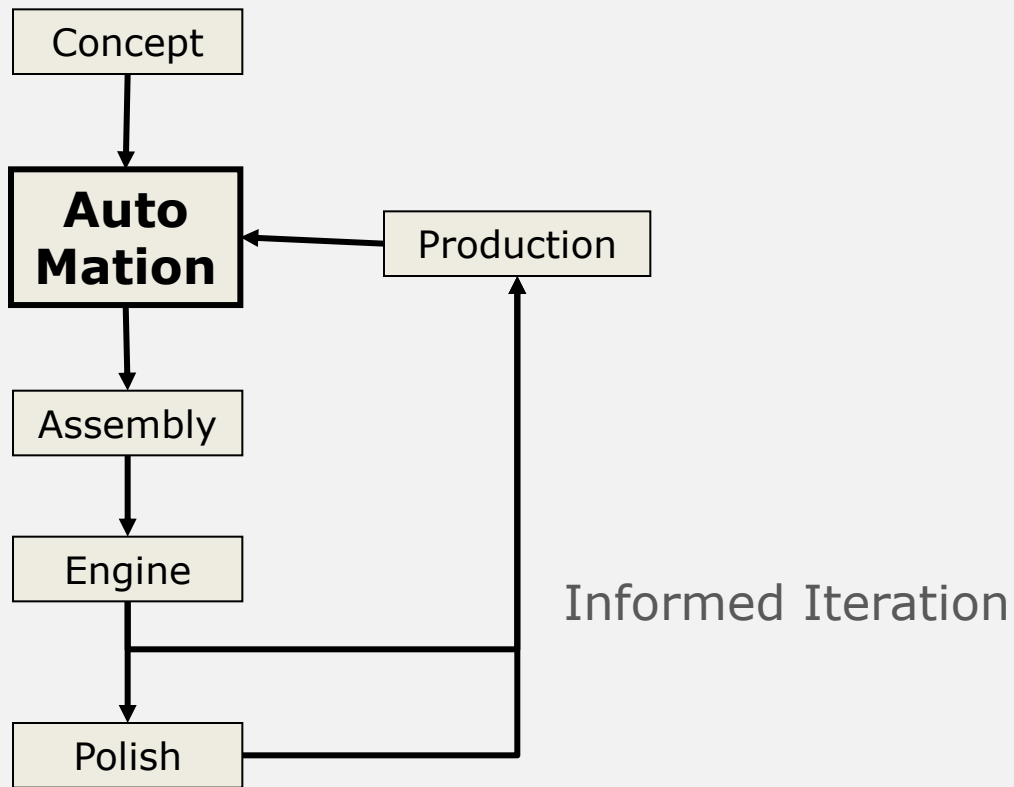 Concept
Auto
Mation
Production
Assembly
Engine
Informed Iteration
Polish